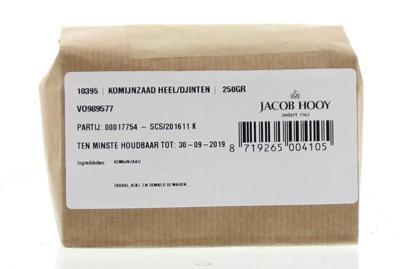 10395 | KOMIJNZAAD HEEL/DJINTEN | 250GR
VO989577
PARTIJ: 00017754 - SCS/201611 K
TEN MINSTE HOUDBAAR TOT: 30-09-2019
Ingrediënten: KOMIJNZAAD
DROOG, KOEL EN DONKER BEWAREN.
JACOB HOOY
sedert 1743
8 719265 004105